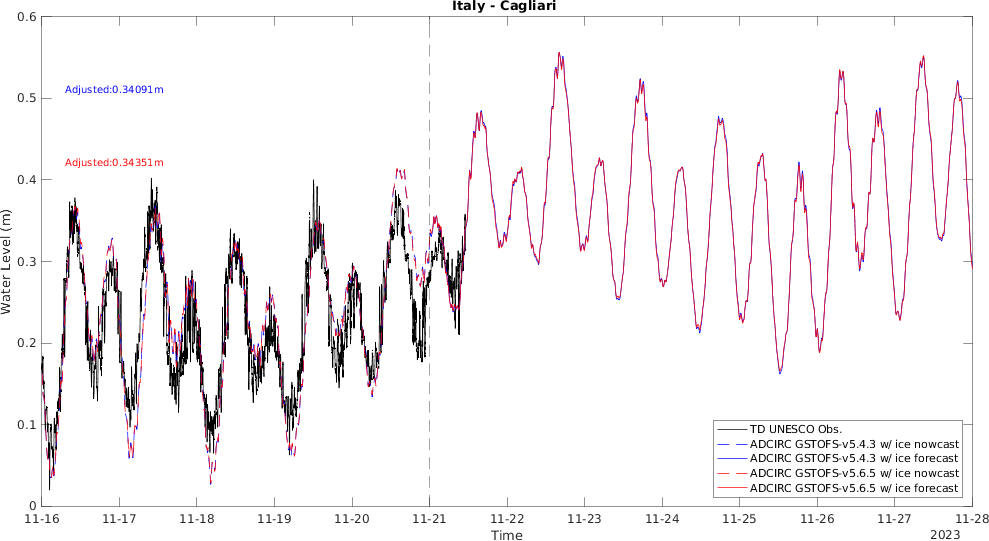 Italy - Cagliari
0.6
0.5
0.4
0.3
0.2
0.1
0
Water Level (m)
Adjusted:0.34091m
Adjusted:0.34351m
TD UNESCO Obs.
ADCIRC GSTOFS-v5.4.3 w/ ice nowcast
ADCIRC GSTOFS-v5.4.3 w/ ice forecast
ADCIRC GSTOFS-v5.6.5 w/ ice nowcast
ADCIRC GSTOFS-v5.6.5 w/ ice forecast
11-16 11-17 11-18 11-19 11-20 11-21 11-22 11-23 11-24 11-25 11-26 11-27 11-28
Time
2023